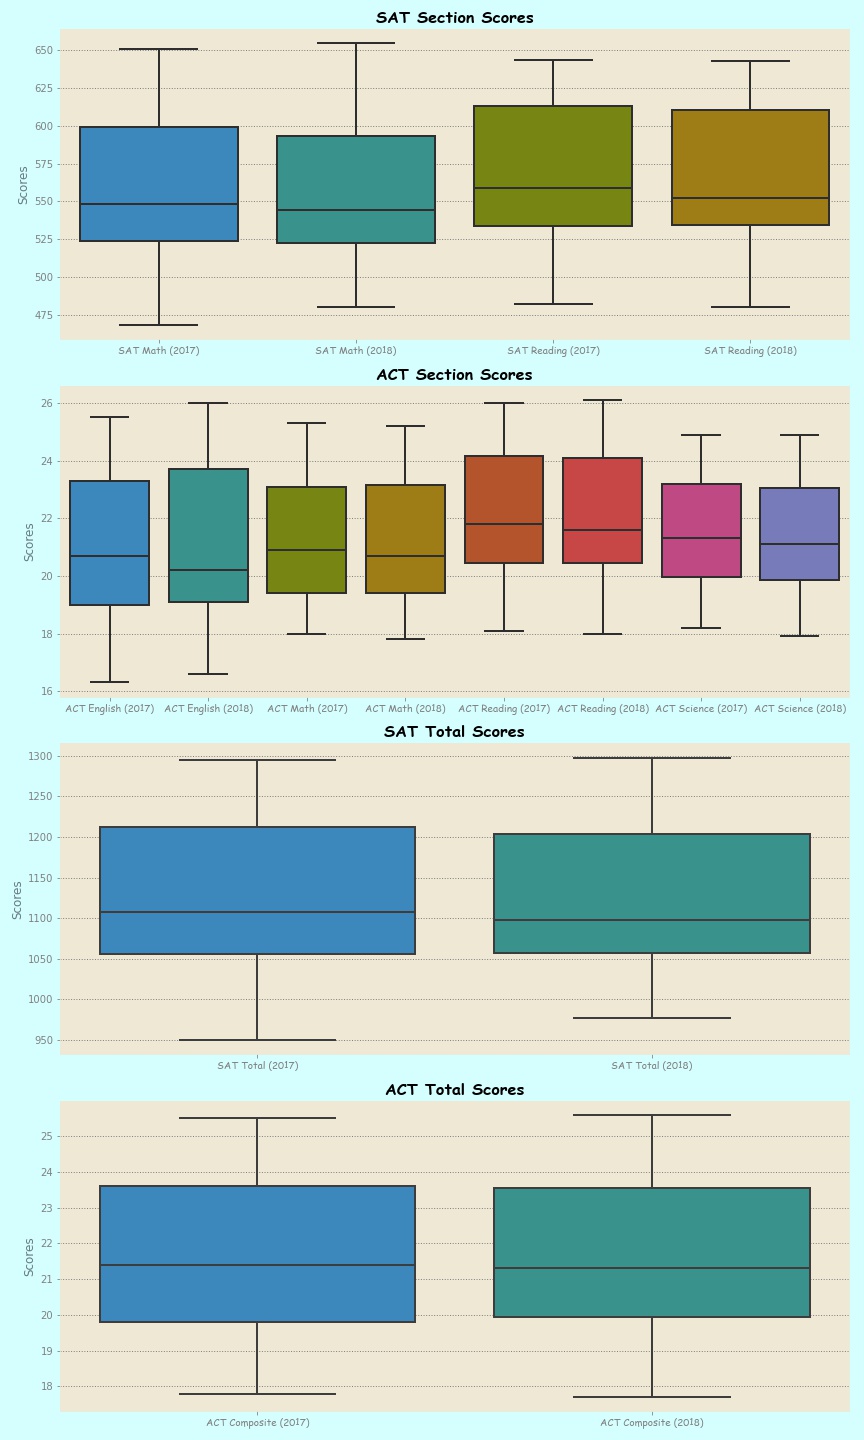 SAT Section Scores
650
625
600
575
550
525
500
475
Scores
SAT Math (2017) SAT Math (2018) SAT Reading (2017) SAT Reading (2018)
ACT Section Scores
26
24
22
20
18
16
Scores
ACT English (2017) ACT English (2018) ACT Math (2017) ACT Math (2018) ACT Reading (2017) ACT Reading (2018) ACT Science (2017) ACT Science (2018)
SAT Total Scores
1300
1250
1200
1150
1100
1050
1000
950
Scores
SAT Total (2017) SAT Total (2018)
ACT Total Scores
25
24
23
22
21
20
19
18
Scores
ACT Composite (2017) ACT Composite (2018)